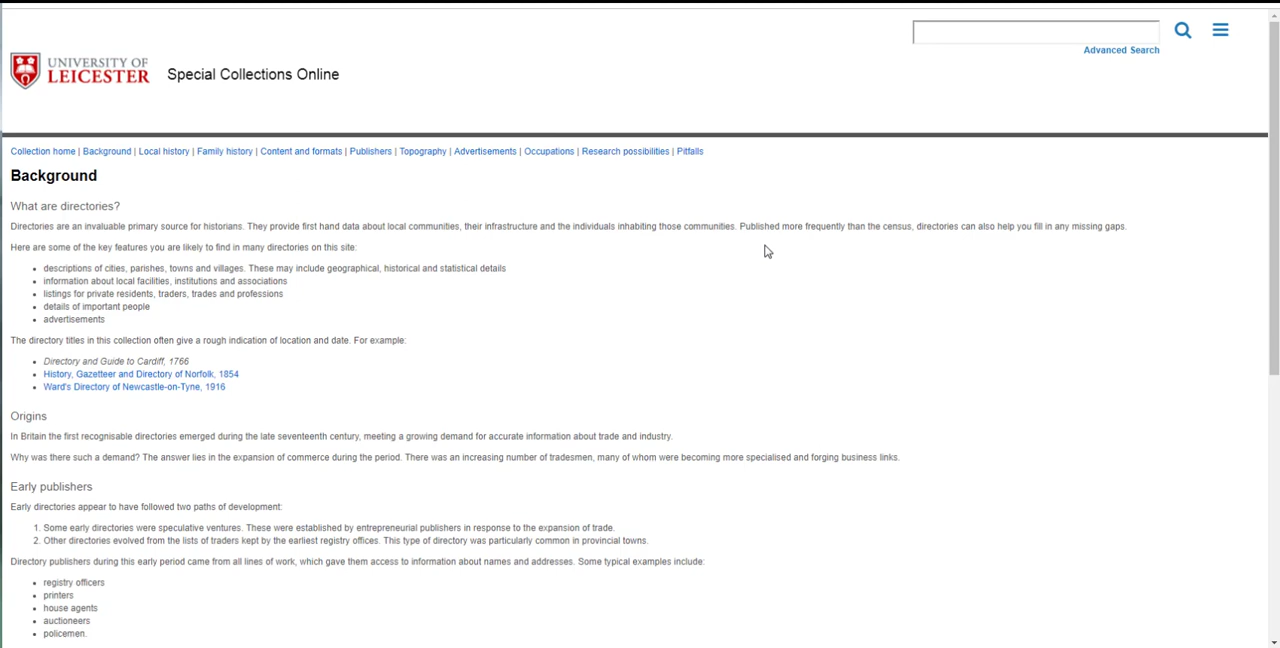 Advanced Search
UNIVERSITY OF
LEICESTER
Special Collections Online
Collection home | Background | Local history | Family history | Content and formats | Publishers | Topography | Advertisements | Occupations | Research possibilities | Pitfalls
Background
What are directories?
Directories are an invaluable primary source for historians. They provide first hand data about local communities, their infrastructure and the individuals inhabiting those communities. Published more frequently than the census, directories can also help you fill in any missing gaps.
Here are some of the key features you are likely to find in many directories on this site:
• descriptions of cities, parishes, towns and villages. These may include geographical, historical and statistical details
• information about local facilities, institutions and associations
• listings for private residents, traders, trades and professions
• details of important people
• advertisements
The directory titles in this collection often give a rough indication of location and date. For example:
• Directory and Guide to Cardiff, 1766
• History, Gazetteer and Directory of Norfolk, 1854
• Ward's Directory of Newcastle-on-Tyne, 1916
Origins
In Britain the first recognisable directories emerged during the late seventeenth century, meeting a growing demand for accurate information about trade and industry.
Why was there such a demand? The answer lies in the expansion of commerce during the period. There was an increasing number of tradesmen, many of whom were becoming more specialised and forging business links.
Early publishers
Early directories appear to have followed two paths of development:
1. Some early directories were speculative ventures. These were established by entrepreneurial publishers in response to the expansion of trade.
2. Other directories evolved from the lists of traders kept by the earliest registry offices. This type of directory was particularly common in provincial towns.
Directory publishers during this early period came from all lines of work, which gave them access to information about names and addresses. Some typical examples include:
• registry officers
• printers
• house agents
• auctioneers
• policemen.